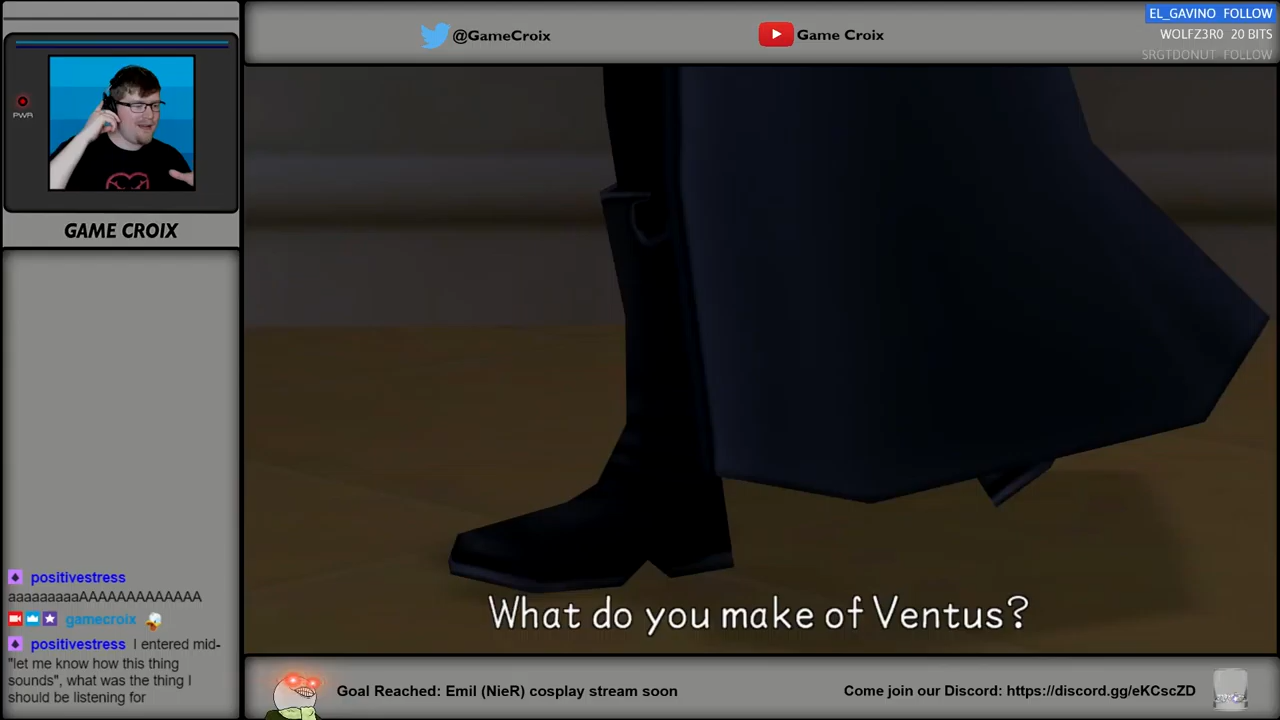 @GameCroix
Game Croix
EL_GAVINO FOLLOW
WOLFZ3R0 20 BITS
SRGTDONUT FOLLOW
PWR
GAME CROIX
positivestress
aaaaaaaaaAAAAAAAAAAAAA
gamecroix
positivestress I entered mid-
"let me know how this thing
sounds", what was the thing I
should be listening for
What do you make of Ventus?
Goal Reached: Emil (NieR) cosplay stream soon
Come join our Discord: https://discord.gg/eKCscZD